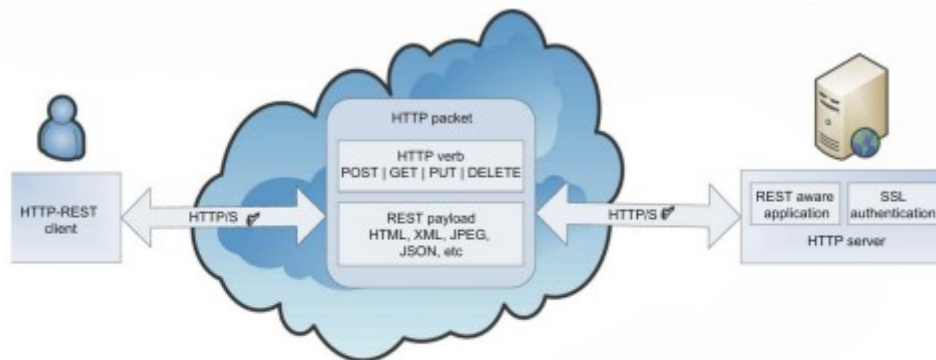 HTTP-REST
client
HTTP/S
HTTP packet
HTTP verb
POST | GET | PUT | DELETE
REST payload
HTML, XML, JPEG,
JSON, etc
HTTP/S
REST aware
application
SSL
authentication
HTTP server